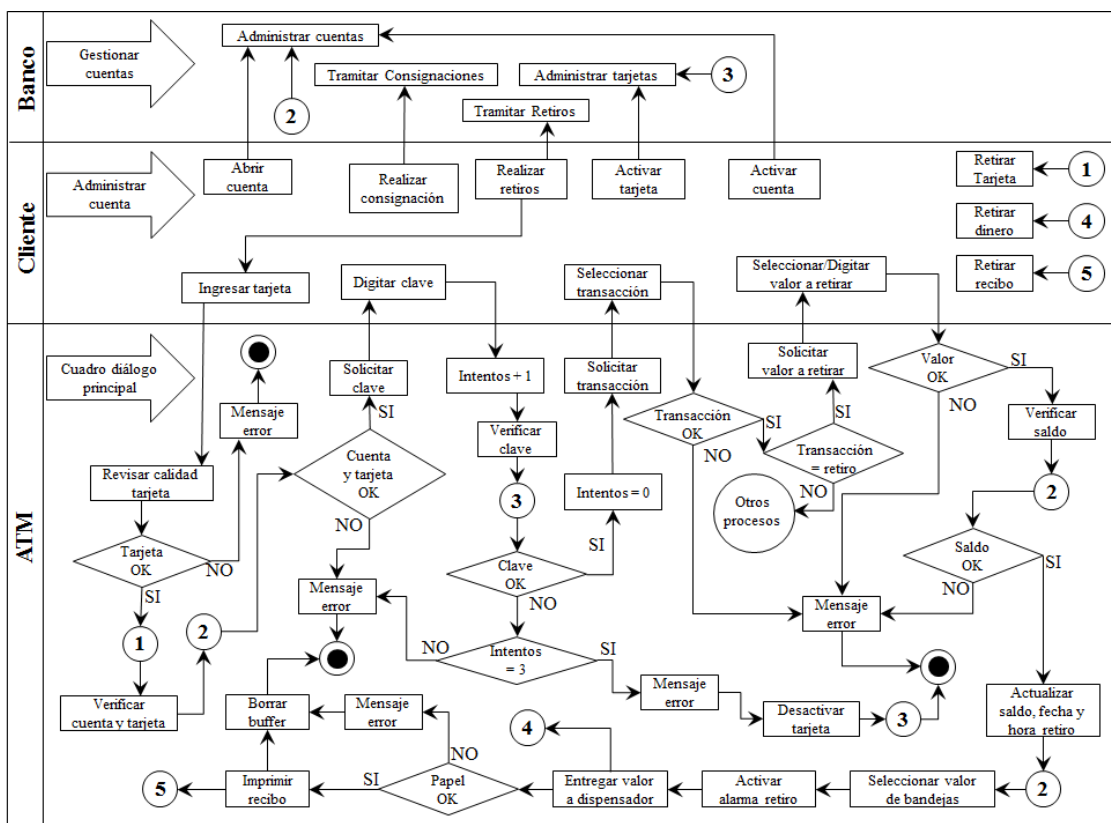 Banco
Gestionar
cuentas
Administrar cuentas
Tramitar Consignaciones
Administrar tarjetas
3
2
Tramitar Retiros
Cliente
Administrar
cuenta
Abrir
cuenta
Realizar
consignación
Realizar
retiros
Activar
tarjeta
Activar
cuenta
Retirar
Tarjeta
1
Retirar
dinero
4
Retirar
recibo
5
Ingresar tarjeta
Digitar clave
Seleccionar
transacción
Seleccionar/Digitar
valor a retirar
ATM
Cuadro diálogo
principal
Mensaje
error
Solicitar
clave
Intentos + 1
Solicitar
transacción
Solicitar
valor a retirar
Valor
OK
SI
NO
Verificar
saldo
SI
Verificar
clave
Transacción
OK
SI
NO
SI
Transacción
= retiro
NO
Revisar calidad
tarjeta
Cuenta
y tarjeta
OK
NO
3
Intentos = 0
Otros
procesos
2
Tarjeta
OK
NO
SI
Clave
OK
SI
NO
Saldo
OK
SI
NO
Mensaje
error
Mensaje
error
1
2
Intentos
= 3
NO
SI
Verificar
cuenta y tarjeta
Borrar
buffer
Mensaje
error
Mensaje
error
Desactivar
tarjeta
3
Actualizar
saldo, fecha y
hora retiro
4
NO
5
Imprimir
recibo
SI
Papel
OK
Entregar valor
a dispensador
Activar
alarma retiro
Seleccionar valor
de bandejas
2